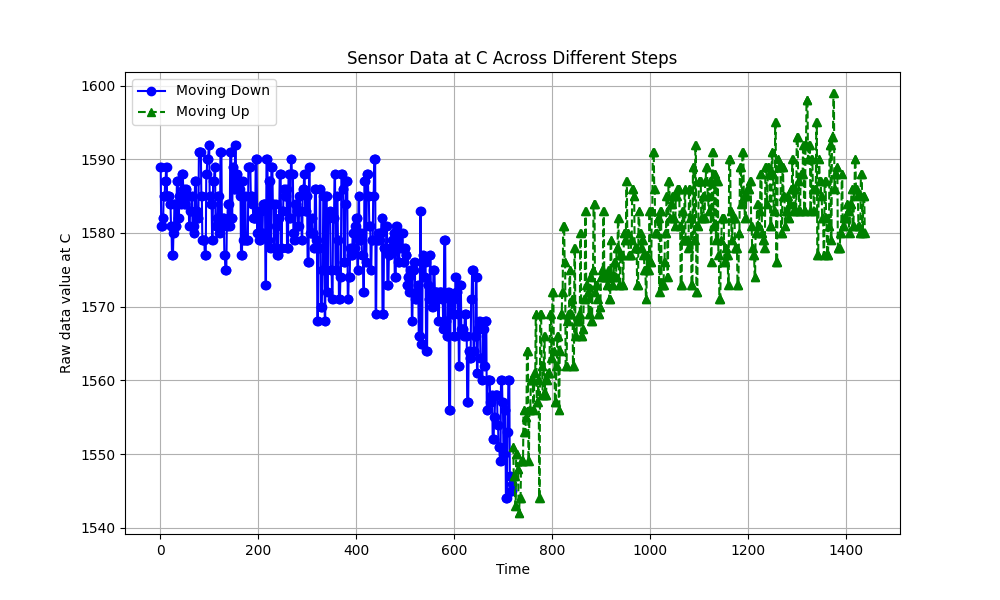 Sensor Data at C Across Different Steps
Moving Down
Moving Up
Raw data value at C
1600
1590
1580
1570
1560
1550
1540
0 200 400 600 800 1000 1200 1400
Time